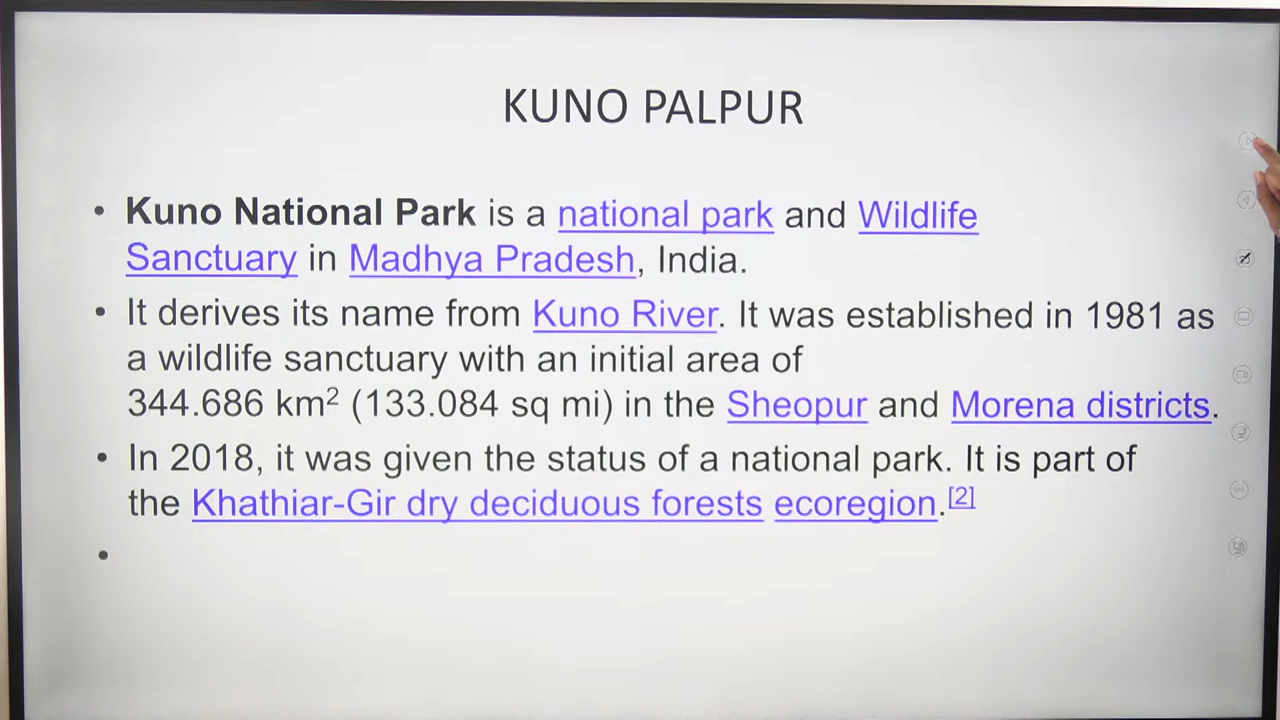 KUNO PALPUR
• Kuno National Park is a national park and Wildlife
Sanctuary in Madhya Pradesh, India.
• It derives its name from Kuno River. It was established in 1981 as
a wildlife sanctuary with an initial area of
344.686 km² (133.084 sq mi) in the Sheopur and Morena districts.
• In 2018, it was given the status of a national park. It is part of
the Khathiar-Gir dry deciduous forests ecoregion.[2]
•